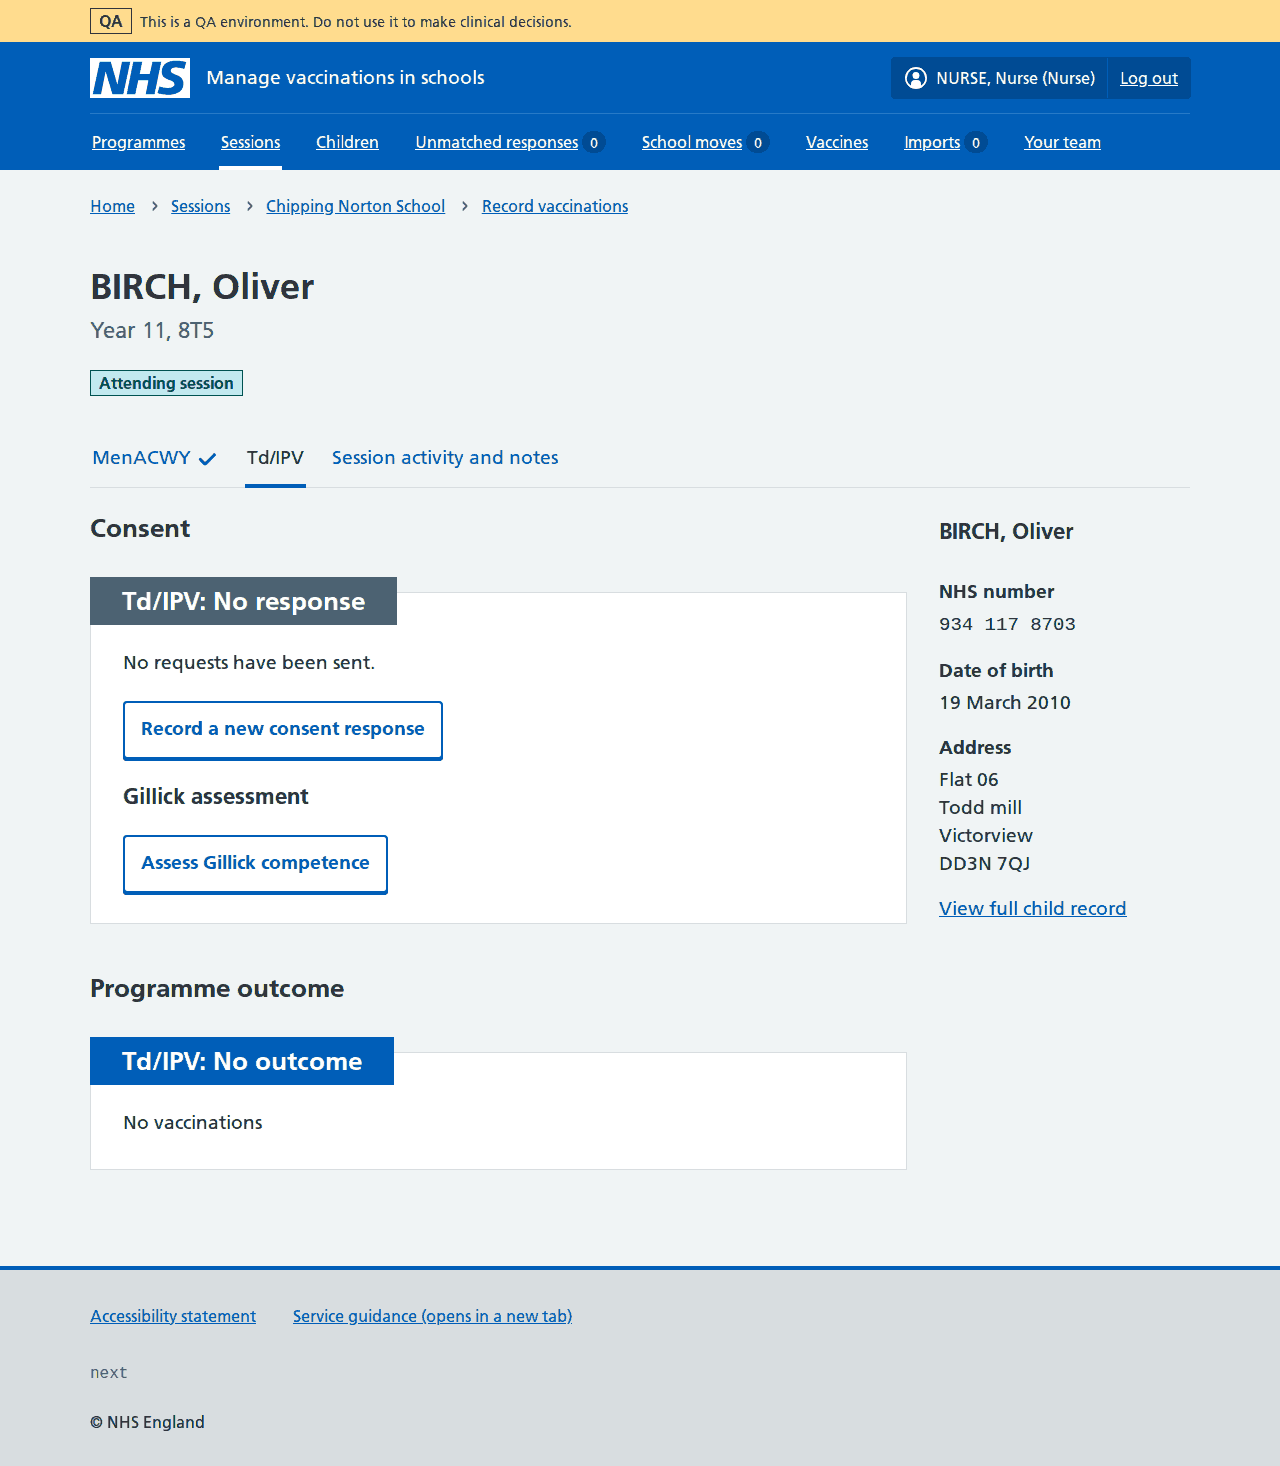 QA This is a QA environment. Do not use it to make clinical decisions.
NHS Manage vaccinations in schools NURSE, Nurse (Nurse) Log out
Programmes Sessions Children Unmatched responses 0 School moves 0 Vaccines Imports 0 Your team
Home › Sessions › Chipping Norton School › Record vaccinations
BIRCH, Oliver
Year 11, 8T5
Attending session
MenACWY Td/IPV Session activity and notes
Consent
Td/IPV: No response
No requests have been sent.
Record a new consent response
Gillick assessment
Assess Gillick competence
Programme outcome
Td/IPV: No outcome
No vaccinations
BIRCH, Oliver
NHS number
934 117 8703
Date of birth
19 March 2010
Address
Flat 06
Todd mill
Victorview
DD3N 7QJ
View full child record
Accessibility statement Service guidance (opens in a new tab)
next
© NHS England